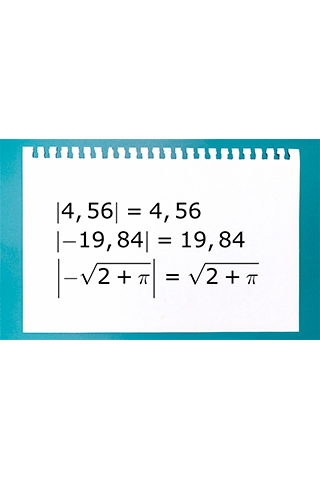 |4, 56| = 4, 56
|−19, 84| = 19, 84
|−√2 + π| = √2 + π